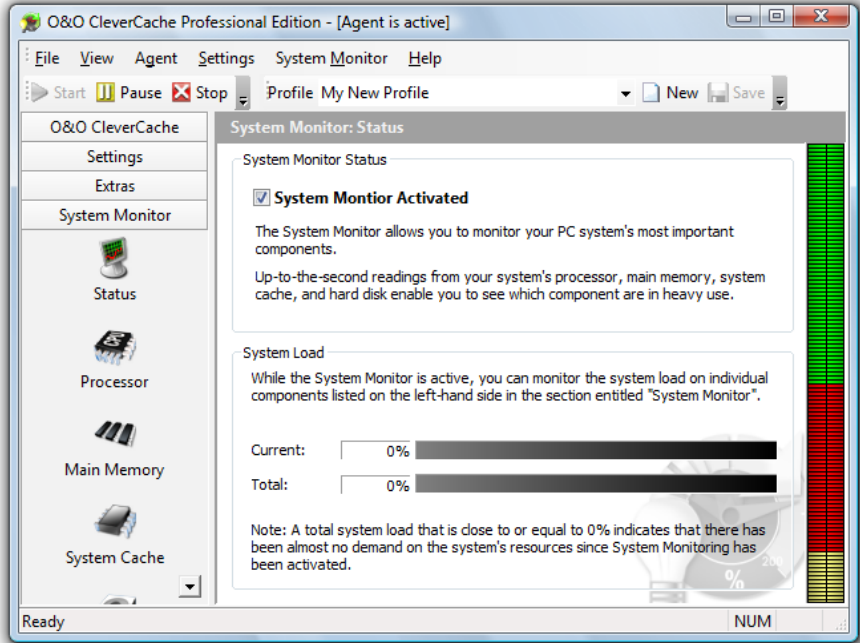 O&O CleverCache Professional Edition - [Agent is active]
File View Agent Settings System Monitor Help
Start Pause Stop Profile My New Profile New Save
O&O CleverCache
Settings
Extras
System Monitor
Status
Processor
Main Memory
System Cache
System Monitor: Status
System Monitor Status
System Montior Activated
The System Monitor allows you to monitor your PC system's most important
components.
Up-to-the-second readings from your system's processor, main memory, system
cache, and hard disk enable you to see which component are in heavy use.
System Load
While the System Monitor is active, you can monitor the system load on individual
components listed on the left-hand side in the section entitled "System Monitor".
Current: 0%
Total: 0%
Note: A total system load that is close to or equal to 0% indicates that there has
been almost no demand on the system's resources since System Monitoring has
been activated.
200
%
Ready NUM